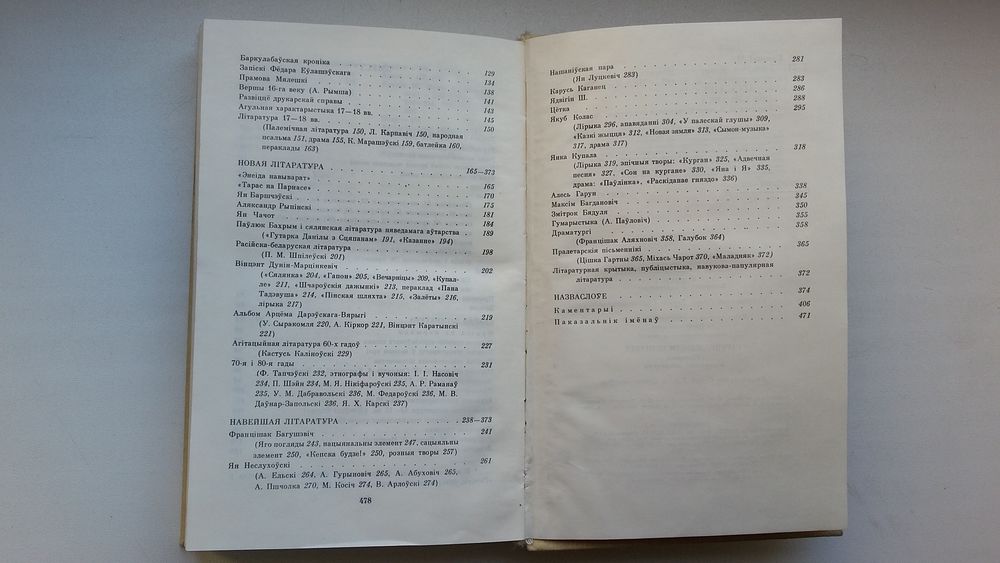 Баркулабаўская кроніка . . . 129
Запіскі Фёдара Еўлашэўскага . . . 134
Прамова Мялешкі . . . 138
Вершы 16-га веку (А. Рымша) . . . 141
Развіццё друкарскай справы . . . 143
Агульная характарыстыка 17—18 вв. . . . 145
Літаратура 17—18 вв. . . . 150
(Палемічная літаратура 150, Л. Карпавіч 150, народная
псальма 151, драма 155, К. Марашэўскі 159, батлейка 160,
пераклады 163)
НОВАЯ ЛІТАРАТУРА . . . 165—373
«Энеіда навыварат» . . . 165
«Тарас на Парнасе» . . . 170
Ян Баршчэўскі . . . 175
Аляксандр Рыпінскі . . . 181
Ян Чачот . . . 184
Паўлюк Бахрым і сялянская літаратура няведамага аўтарства . . . 189
(«Гутарка Данілы з Сцяпанам» 191, «Казанне» 194)
Расійска-беларуская літаратура . . . 198
(П. М. Шпілеўскі 201)
Вінцэнт Дунін-Марцінкевіч . . . 202
(«Сялянка» 204, «Гапон» 205, «Вечарніцы» 209, «Купал-
ле» 211, «Шчароўскія дажынкі» 213, пераклад «Пана
Тадэвуша» 214, «Пінская шляхта» 215, «Залёты» 216,
лірыка 217)
Альбом Арцёма Дарэўскага-Вярыгі . . . 219
(У. Сыракомля 220, А. Кіркор 221, Вінцэнт Каратынскі
221)
Агітацыйная літаратура 60-х гадоў . . . 227
(Кастусь Каліноўскі 229)
70-я і 80-я гады . . . 231
(Ф. Тапчэўскі 232, этнографы і вучоныя: І. І. Насовіч
234, П. Шэйн 234, М. Я. Нікіфароўскі 235, А. Р. Раманаў
235, У. М. Дабравольскі 236, М. Федароўскі 236, М. В.
Даўнар-Запольскі 236, Я. Х. Карскі 237)
НАВЕЙШАЯ ЛІТАРАТУРА . . . 238—373
Францішак Багушэвіч . . . 241
(Яго погляды 243, нацыянальны элемент 247, сацыяльны
элемент 250, «Кепска будзе!» 250, розныя творы 257)
Ян Неслухоўскі . . . 261
(А. Ельскі 264, А. Гурыновіч 265, А. Абуховіч 265,
А. Пшчолка 270, М. Косіч 274, В. Арлоўскі 274)
478
Нашаніўская пара . . . 281
(Ян Луцкевіч 283)
Карусь Каганец . . . 283
Ядвігін Ш. . . . 286
Цётка . . . 288
Якуб Колас . . . 295
(Лірыка 296, апавяданні 304, «У палескай глушы» 309,
«Казкі жыцця» 312, «Новая зямля» 313, «Сымон-музыка»
317, драма 317)
Янка Купала . . . 318
(Лірыка 319, эпічныя творы: «Курган» 325, «Адвечная
песня» 327, «Сон на кургане» 330, «Яна і Я» 335,
драма: «Паўлінка», «Раскіданае гняздо» 336)
Алесь Гарун . . . 338
Максім Багдановіч . . . 345
Змітрок Бядуля . . . 350
Гумарыстыка (А. Паўловіч) . . . 355
Драматургі . . . 358
(Францішак Аляхновіч 358, Галубок 364)
Пралетарскія пісьменнікі . . . 365
(Цішка Гартны 365, Міхась Чарот 370, «Маладняк» 372)
Літаратурная крытыка, публіцыстыка, навукова-папулярная
літаратура . . . 372
НАЗВАСЛОЎЕ . . . 374
Каментарыі . . . 406
Паказальнік імёнаў . . . 471